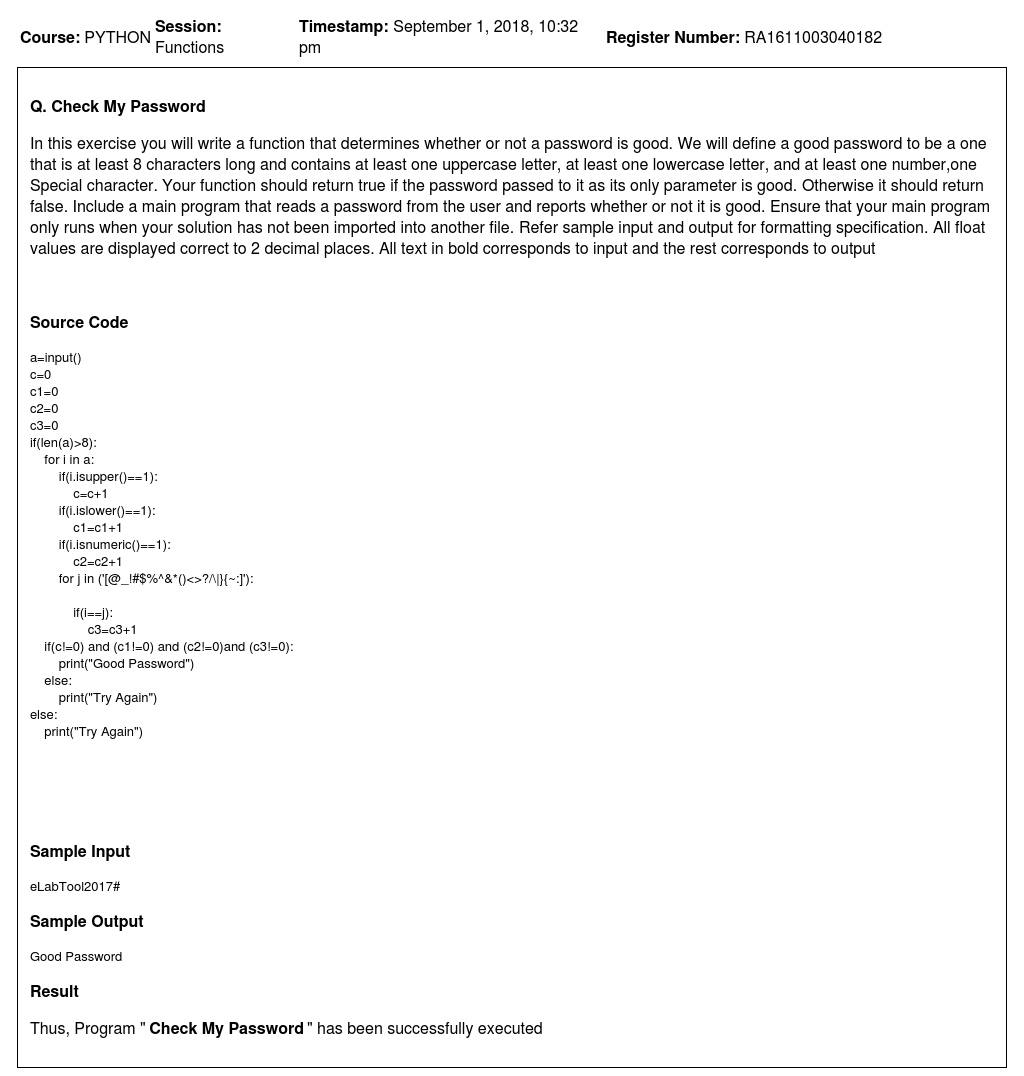 Course: PYTHON Session: Functions Timestamp: September 1, 2018, 10:32 pm Register Number: RA1611003040182
Q. Check My Password
In this exercise you will write a function that determines whether or not a password is good. We will define a good password to be a one
that is at least 8 characters long and contains at least one uppercase letter, at least one lowercase letter, and at least one number,one
Special character. Your function should return true if the password passed to it as its only parameter is good. Otherwise it should return
false. Include a main program that reads a password from the user and reports whether or not it is good. Ensure that your main program
only runs when your solution has not been imported into another file. Refer sample input and output for formatting specification. All float
values are displayed correct to 2 decimal places. All text in bold corresponds to input and the rest corresponds to output
Source Code
a=input()
c=0
c1=0
c2=0
c3=0
if(len(a)>8):
    for i in a:
        if(i.isupper()==1):
            c=c+1
        if(i.islower()==1):
            c1=c1+1
        if(i.isnumeric()==1):
            c2=c2+1
        for j in ('[@_!#$%^&*()<>?/\|}{~:]'):
            if(i==j):
                c3=c3+1
    if(c!=0) and (c1!=0) and (c2!=0)and (c3!=0):
        print("Good Password")
    else:
        print("Try Again")
else:
    print("Try Again")
Sample Input
eLabTool2017#
Sample Output
Good Password
Result
Thus, Program " Check My Password " has been successfully executed